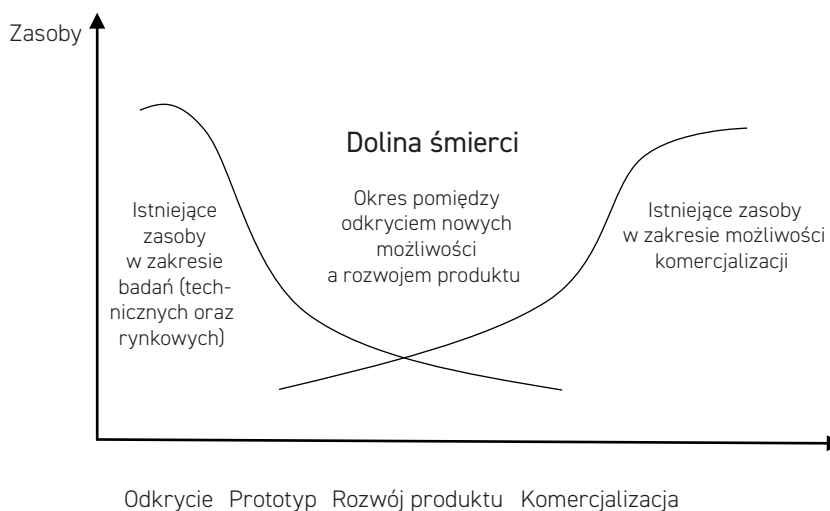 Zasoby
Dolina śmierci
Okres pomiędzy
odkryciem nowych
możliwości
a rozwojem produktu
Istniejące
zasoby
w zakresie
badań (tech-
nicznych oraz
rynkowych)
Istniejące zasoby
w zakresie możliwości
komercjalizacji
Odkrycie Prototyp Rozwój produktu Komercjalizacja